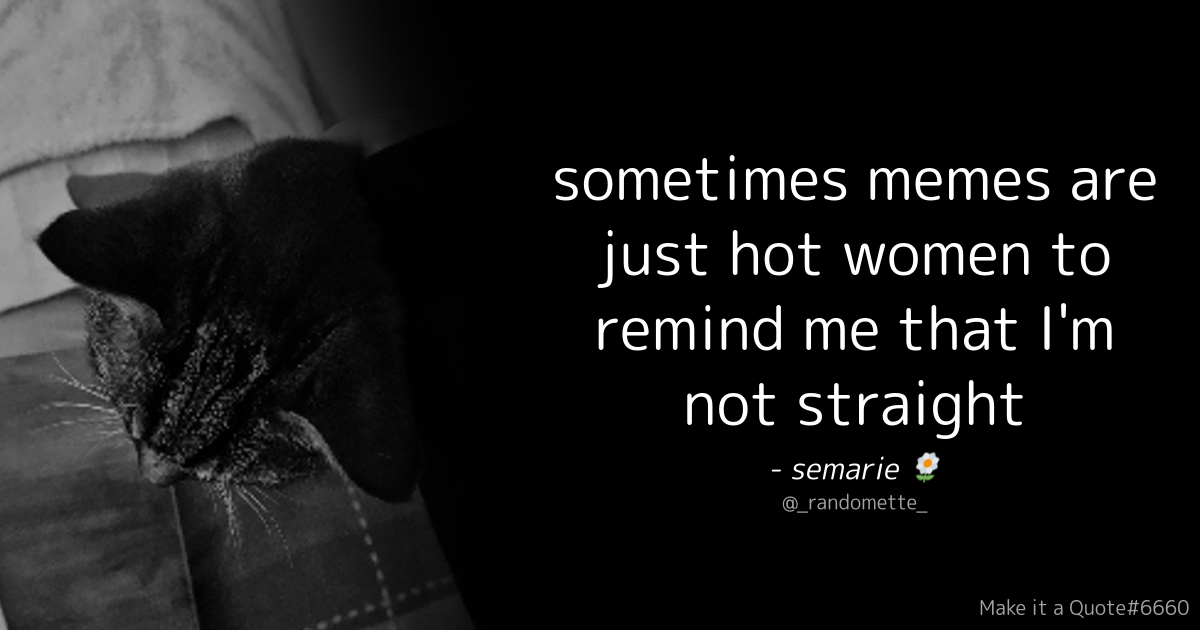 sometimes memes are
just hot women to
remind me that I'm
not straight
- semarie 🌼
@_randomette_
Make it a Quote#6660